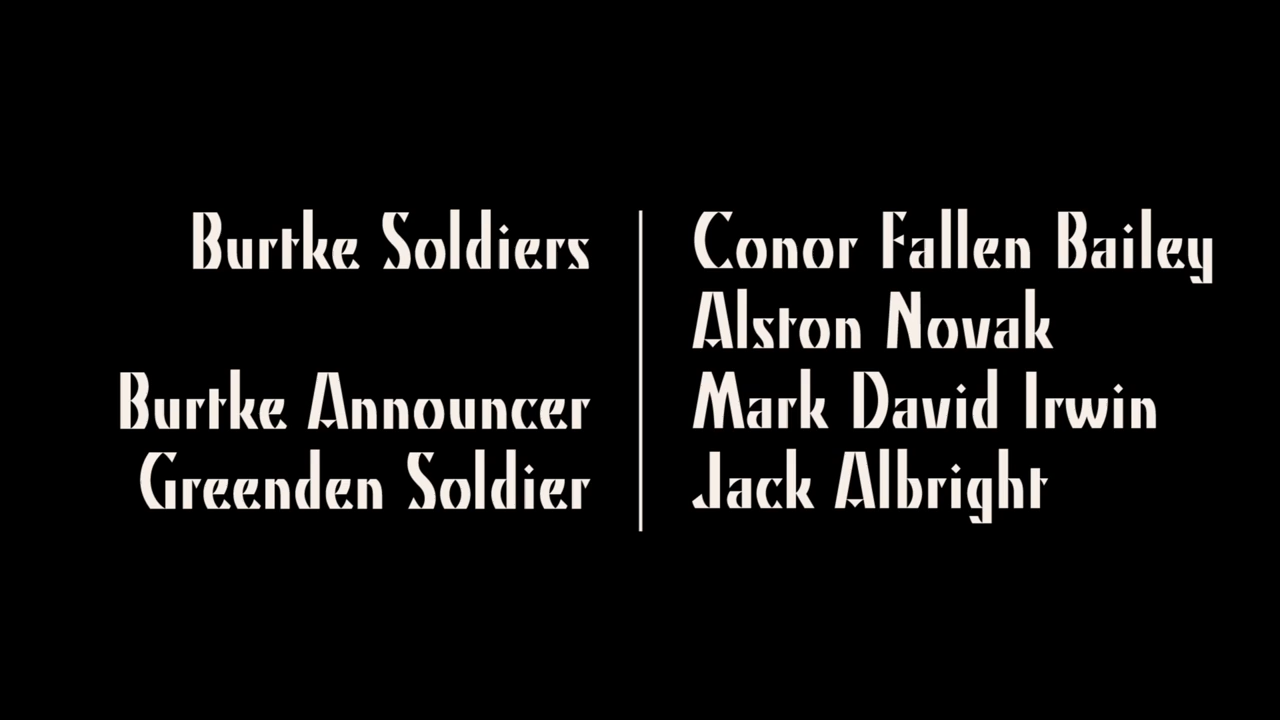 Burtke Soldiers Conor Fallen Bailey
Alston Novak
Burtke Announcer Mark David Irwin
Greenden Soldier Jack Albright